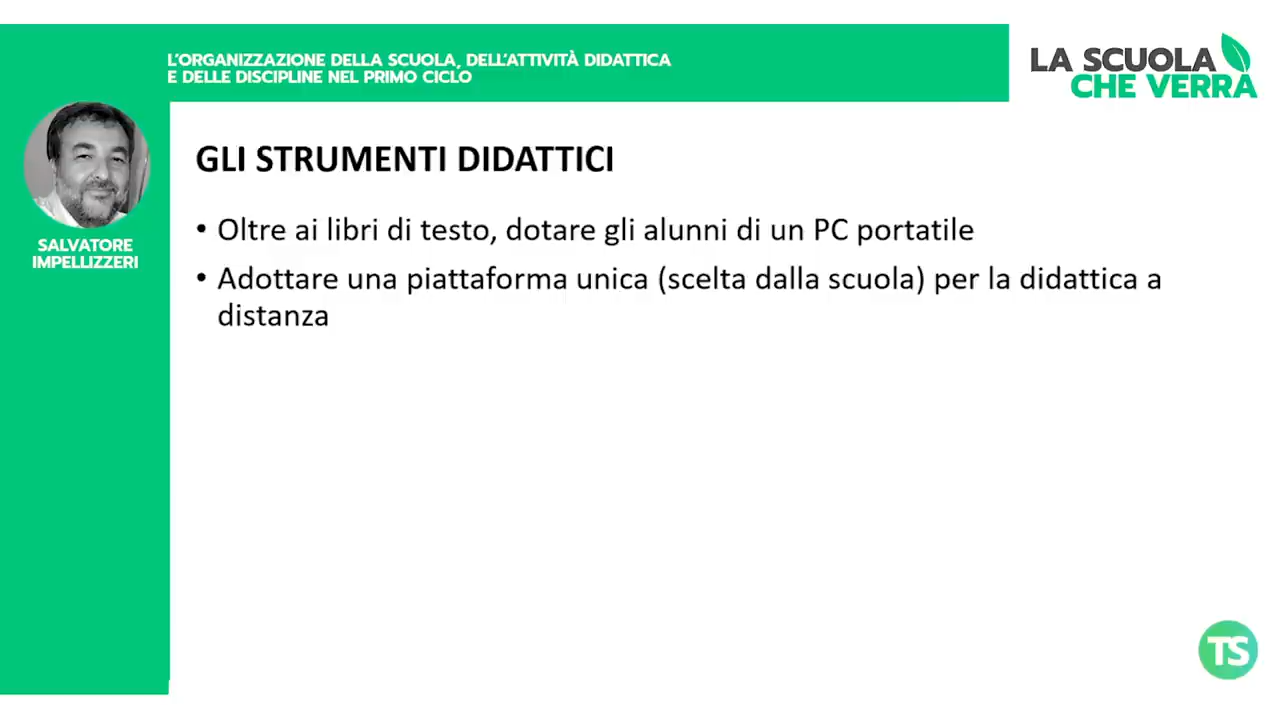 L'ORGANIZZAZIONE DELLA SCUOLA, DELL'ATTIVITÀ DIDATTICA
E DELLE DISCIPLINE NEL PRIMO CICLO
LA SCUOLA
CHE VERRÀ
SALVATORE
IMPELLIZZERI
GLI STRUMENTI DIDATTICI
• Oltre ai libri di testo, dotare gli alunni di un PC portatile
• Adottare una piattaforma unica (scelta dalla scuola) per la didattica a
distanza
TS